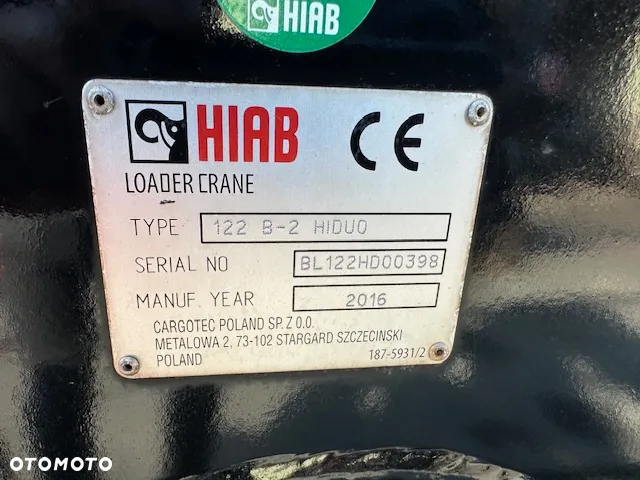 HIAB
HIAB CE
LOADER CRANE
TYPE 122 B-2 HIDUO
SERIAL NO BL122HD00398
MANUF. YEAR 2016
CARGOTEC POLAND SP. Z O.O.
METALOWA 2, 73-102 STARGARD SZCZECINSKI
POLAND 187-5931/2
OTOMOTO